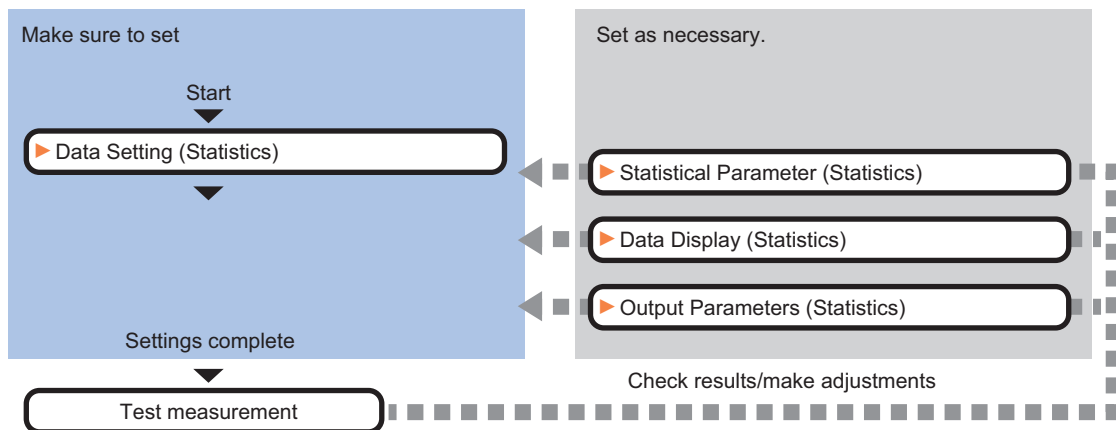 Make sure to set
Start
Data Setting (Statistics)
Settings complete
Test measurement
Set as necessary.
Statistical Parameter (Statistics)
Data Display (Statistics)
Output Parameters (Statistics)
Check results/make adjustments